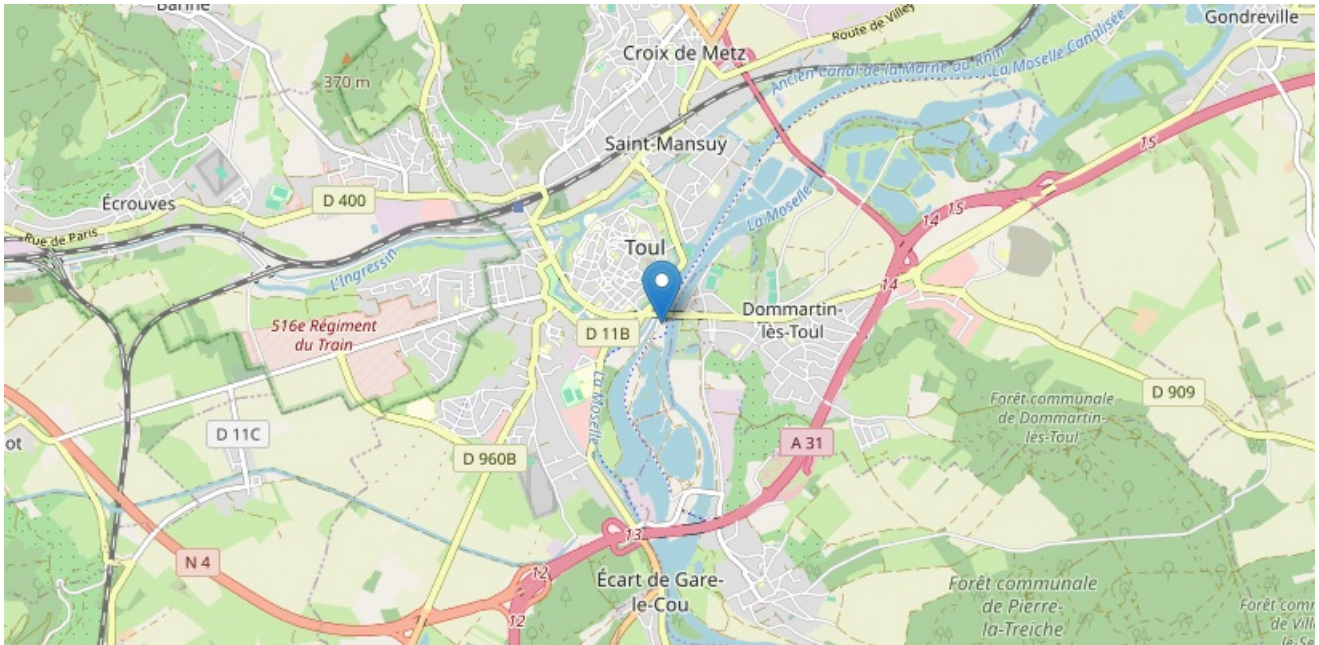 Barine
Gondreville
Route de Villey
Croix de Metz
370 m
Ancien Canal de la Marne au Rhin
La Moselle Canalisée
Saint-Mansuy
15
Écrouves
D 400
La Moselle
14
15
Rue de Paris
L'Ingressin
Toul
14
516e Régiment
du Train
D 11B
Dommartin-
lès-Toul
La Moselle
D 909
Forêt communale
de Dommartin-
lès-Toul
ot
D 11C
D 960B
A 31
13
N 4
12
Écart de Gare-
le-Cou
12
Forêt communale
de Pierre-
la-Treiche
Forêt
de